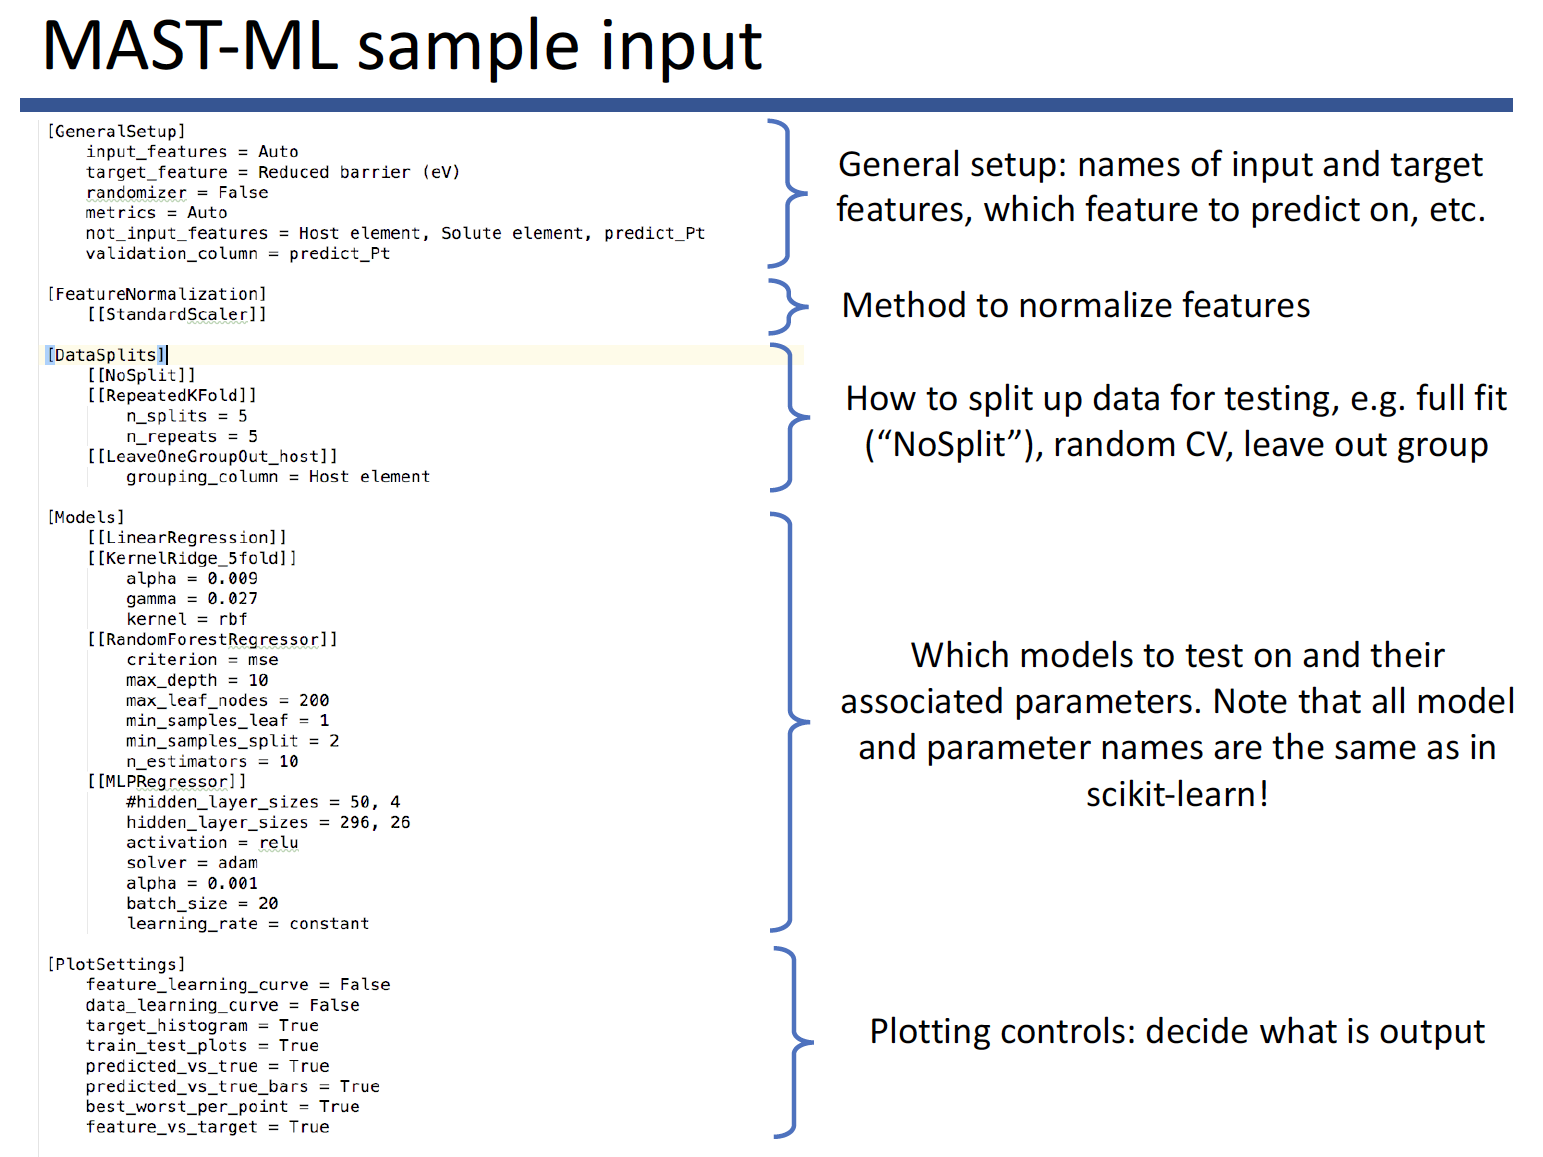 MAST-ML sample input
[GeneralSetup]
input_features = Auto
target_feature = Reduced barrier (eV)
randomizer = False
metrics = Auto
not_input_features = Host element, Solute element, predict_Pt
validation_column = predict_Pt
General setup: names of input and target
features, which feature to predict on, etc.
[FeatureNormalization]
[[StandardScaler]]
Method to normalize features
[DataSplits]
[[NoSplit]]
[[RepeatedKFold]]
n_splits = 5
n_repeats = 5
[[LeaveOneGroupOut_host]]
grouping_column = Host element
How to split up data for testing, e.g. full fit
(“NoSplit”), random CV, leave out group
[Models]
[[LinearRegression]]
[[KernelRidge_5fold]]
alpha = 0.009
gamma = 0.027
kernel = rbf
[[RandomForestRegressor]]
criterion = mse
max_depth = 10
max_leaf_nodes = 200
min_samples_leaf = 1
min_samples_split = 2
n_estimators = 10
[[MLPRegressor]]
#hidden_layer_sizes = 50, 4
hidden_layer_sizes = 296, 26
activation = relu
solver = adam
alpha = 0.001
batch_size = 20
learning_rate = constant
Which models to test on and their
associated parameters. Note that all model
and parameter names are the same as in
scikit-learn!
[PlotSettings]
feature_learning_curve = False
data_learning_curve = False
target_histogram = True
train_test_plots = True
predicted_vs_true = True
predicted_vs_true_bars = True
best_worst_per_point = True
feature_vs_target = True
Plotting controls: decide what is output